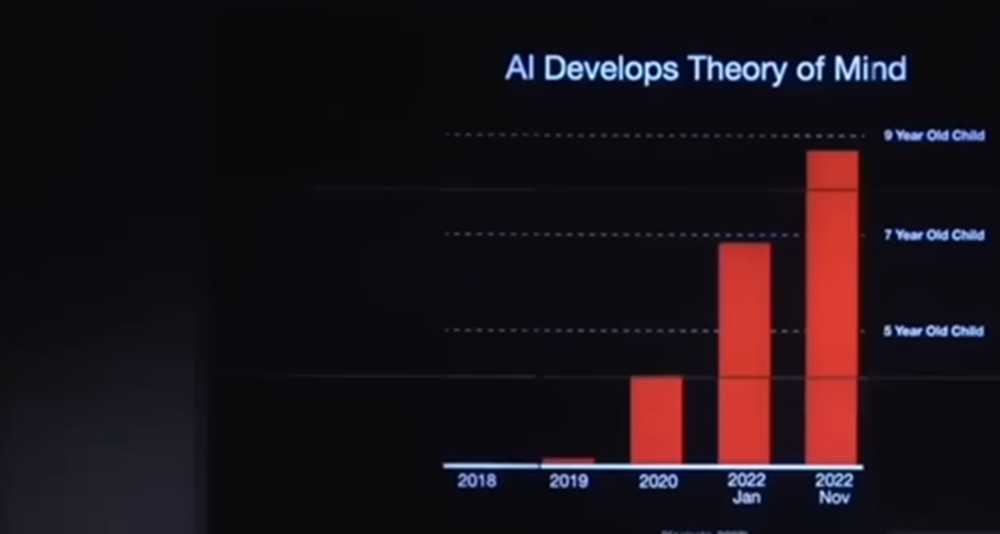 AI Develops Theory of Mind
9 Year Old Child
7 Year Old Child
5 Year Old Child
2018
2019
2020
2022
Jan
2022
Nov